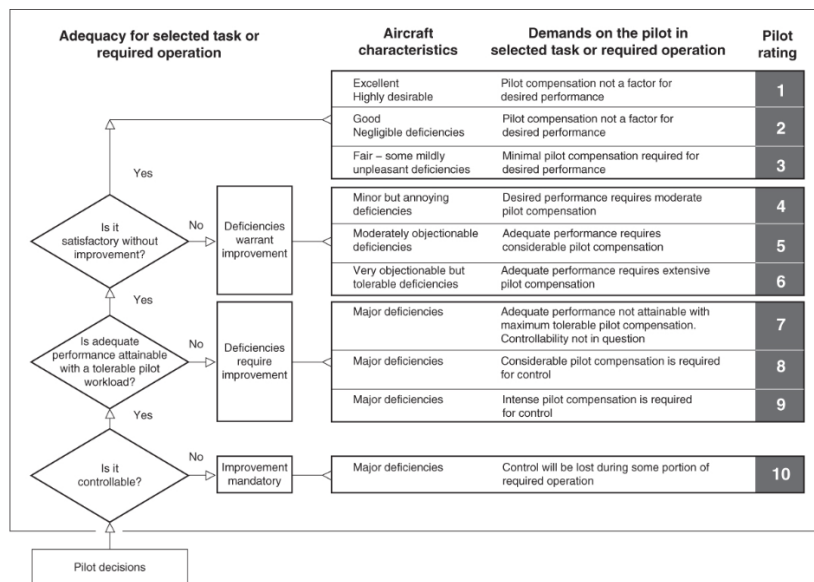 Adequacy for selected task or
required operation
Aircraft
characteristics
Demands on the pilot in
selected task or required operation
Pilot
rating
Excellent
Highly desirable
Pilot compensation not a factor for
desired performance
1
Good
Negligible deficiencies
Pilot compensation not a factor for
desired performance
2
Fair – some mildly
unpleasant deficiencies
Minimal pilot compensation required for
desired performance
3
Yes
Is it
satisfactory without
improvement?
No
Deficiencies
warrant
improvement
Minor but annoying
deficiencies
Desired performance requires moderate
pilot compensation
4
Moderately objectionable
deficiencies
Adequate performance requires
considerable pilot compensation
5
Very objectionable but
tolerable deficiencies
Adequate performance requires extensive
pilot compensation
6
Yes
Is adequate
performance attainable
with a tolerable pilot
workload?
No
Deficiencies
require
improvement
Major deficiencies
Adequate performance not attainable with
maximum tolerable pilot compensation.
Controllability not in question
7
Major deficiencies
Considerable pilot compensation is required
for control
8
Major deficiencies
Intense pilot compensation is required
for control
9
Yes
Is it
controllable?
No
Improvement
mandatory
Major deficiencies
Control will be lost during some portion of
required operation
10
Pilot decisions